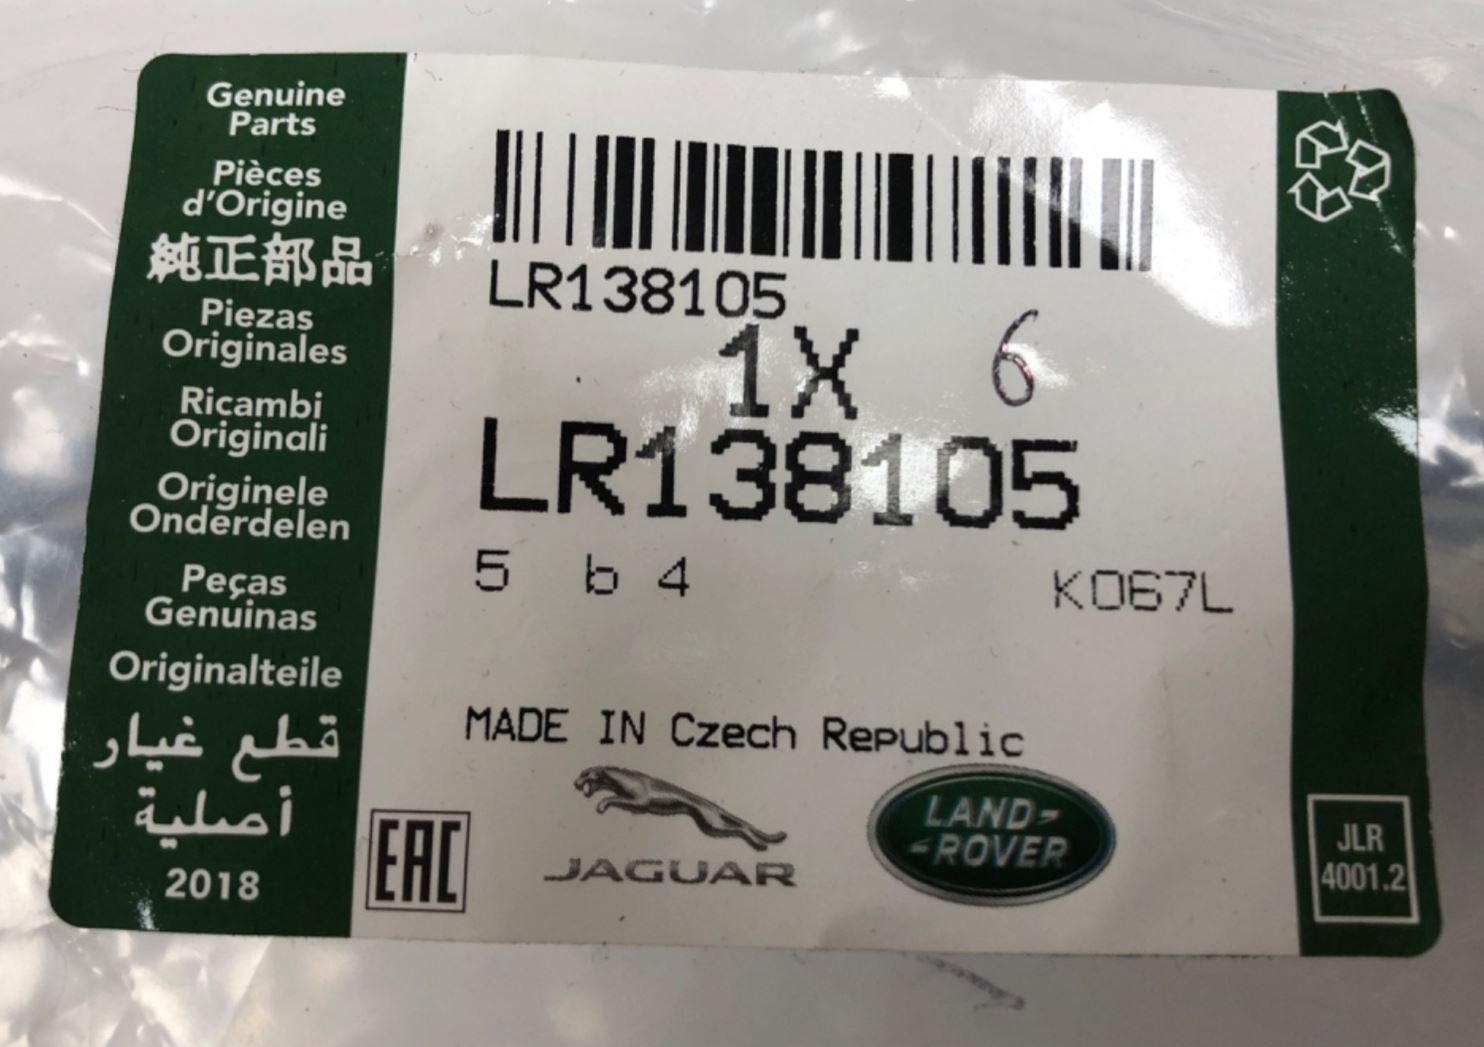 Genuine
Parts
Pièces
d'Origine
純正部品
Piezas
Originales
Ricambi
Originali
Originele
Onderdelen
Peças
Genuinas
Originalteile
قطع غيار
أصلية
2018
LR138105
1X
6
LR138105
5 b 4 K067L
MADE IN Czech Republic
EAC
JAGUAR
LAND-
-ROVER
JLR
4001.2